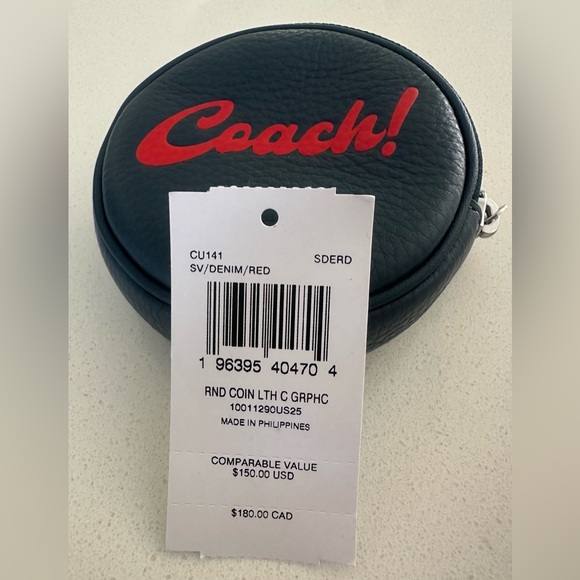 Coach!
CU141 SDERD
SV/DENIM/RED
1 96395 40470 4
RND COIN LTH C GRPHC
10011290US25
MADE IN PHILIPPINES
COMPARABLE VALUE
$150.00 USD
$180.00 CAD